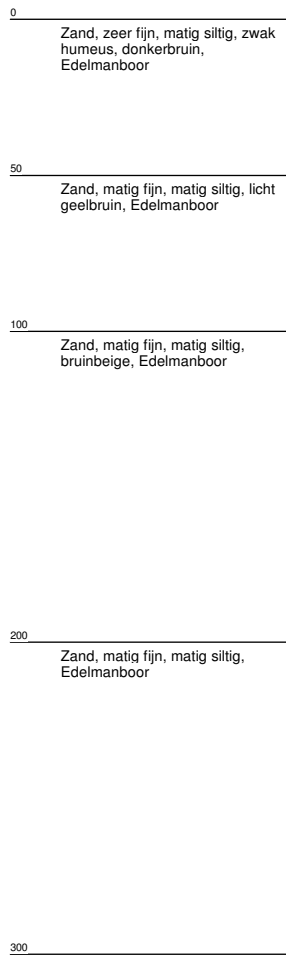 0
Zand, zeer fijn, matig siltig, zwak
humeus, donkerbruin,
Edelmanboor
50
Zand, matig fijn, matig siltig, licht
geelbruin, Edelmanboor
100
Zand, matig fijn, matig siltig,
bruinbeige, Edelmanboor
200
Zand, matig fijn, matig siltig,
Edelmanboor
300